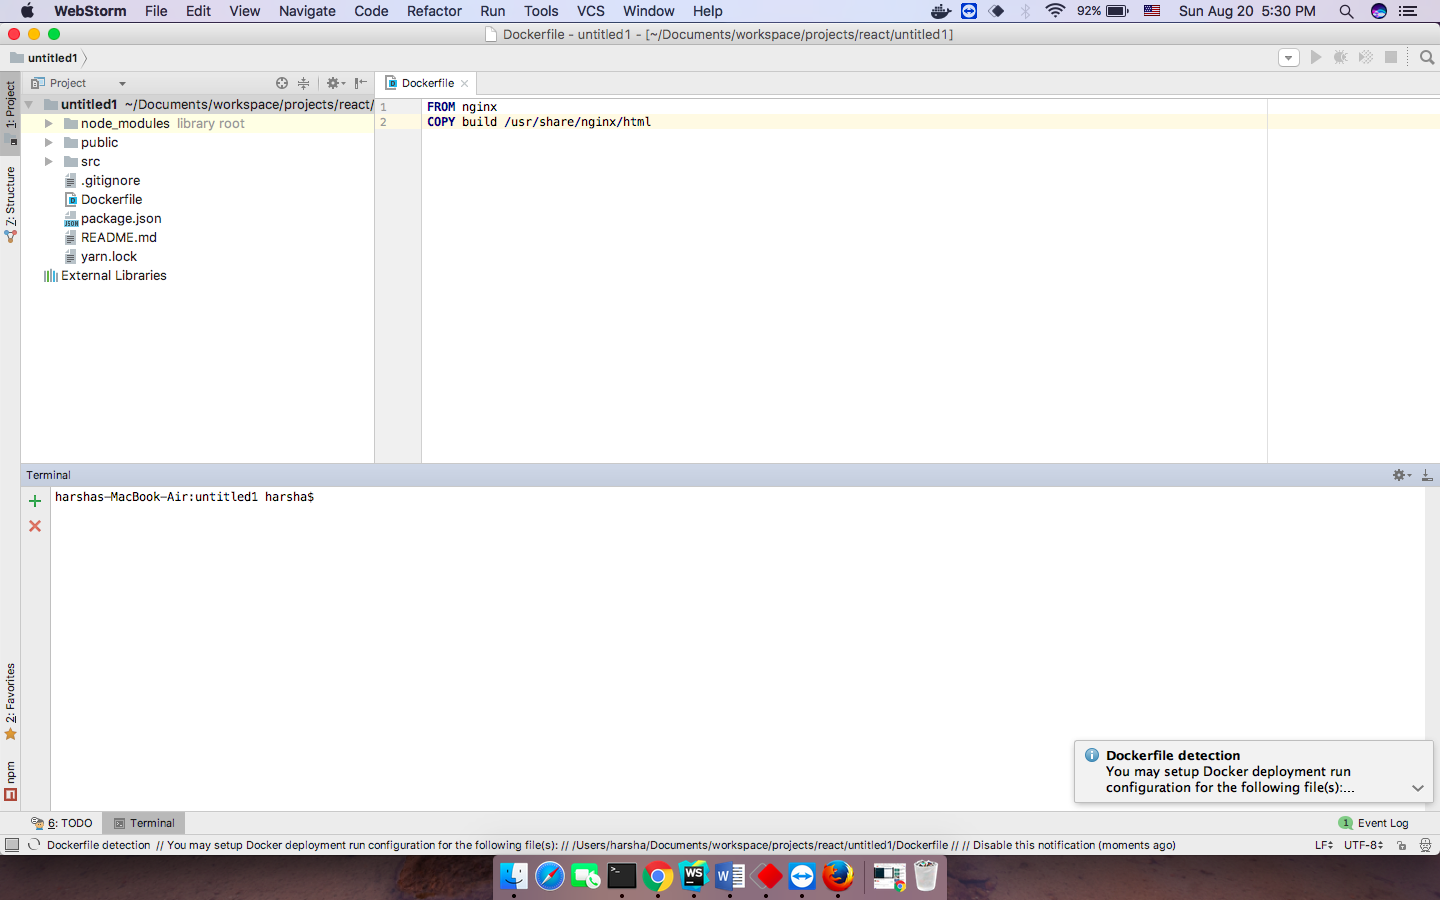 WebStorm File Edit View Navigate Code Refactor Run Tools VCS Window Help 92% Sun Aug 20 5:30 PM
Dockerfile - untitled1 - [~/Documents/workspace/projects/react/untitled1]
untitled1
Project
Dockerfile
1: Project
untitled1 ~/Documents/workspace/projects/react/
node_modules library root
public
src
.gitignore
Dockerfile
package.json
README.md
yarn.lock
External Libraries
7: Structure
1 FROM nginx
2 COPY build /usr/share/nginx/html
Terminal
harshas-MacBook-Air:untitled1 harsha$
2: Favorites
npm
Dockerfile detection
You may setup Docker deployment run
configuration for the following file(s):...
6: TODO Terminal 1 Event Log
Dockerfile detection // You may setup Docker deployment run configuration for the following file(s): // /Users/harsha/Documents/workspace/projects/react/untitled1/Dockerfile // // Disable this notification (moments ago) LF UTF-8
WS
W